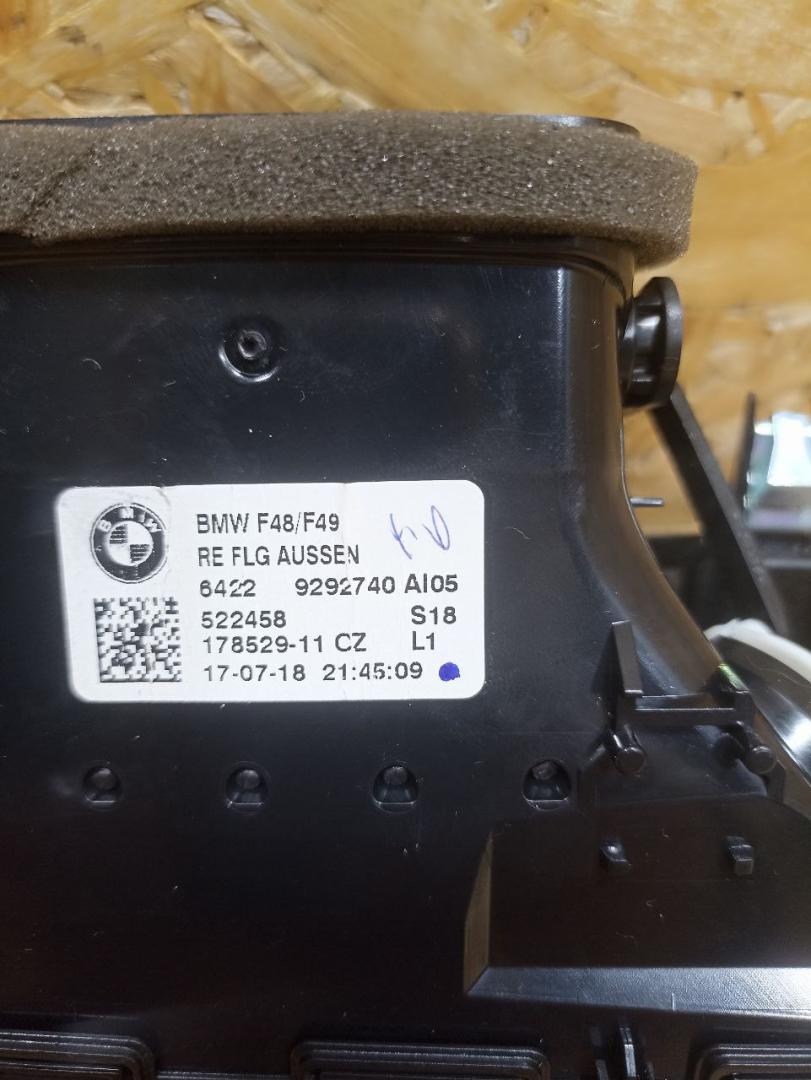 BMW
BMW F48/F49
RE FLG AUSSEN
6422 9292740 AI05
522458 S18
178529-11 CZ L1
17-07-18 21:45:09